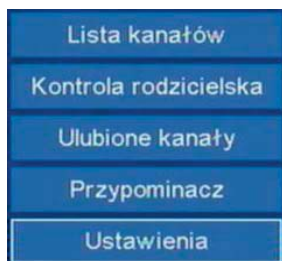 Lista kanałów
Kontrola rodzicielska
Ulubione kanały
Przypominacz
Ustawienia